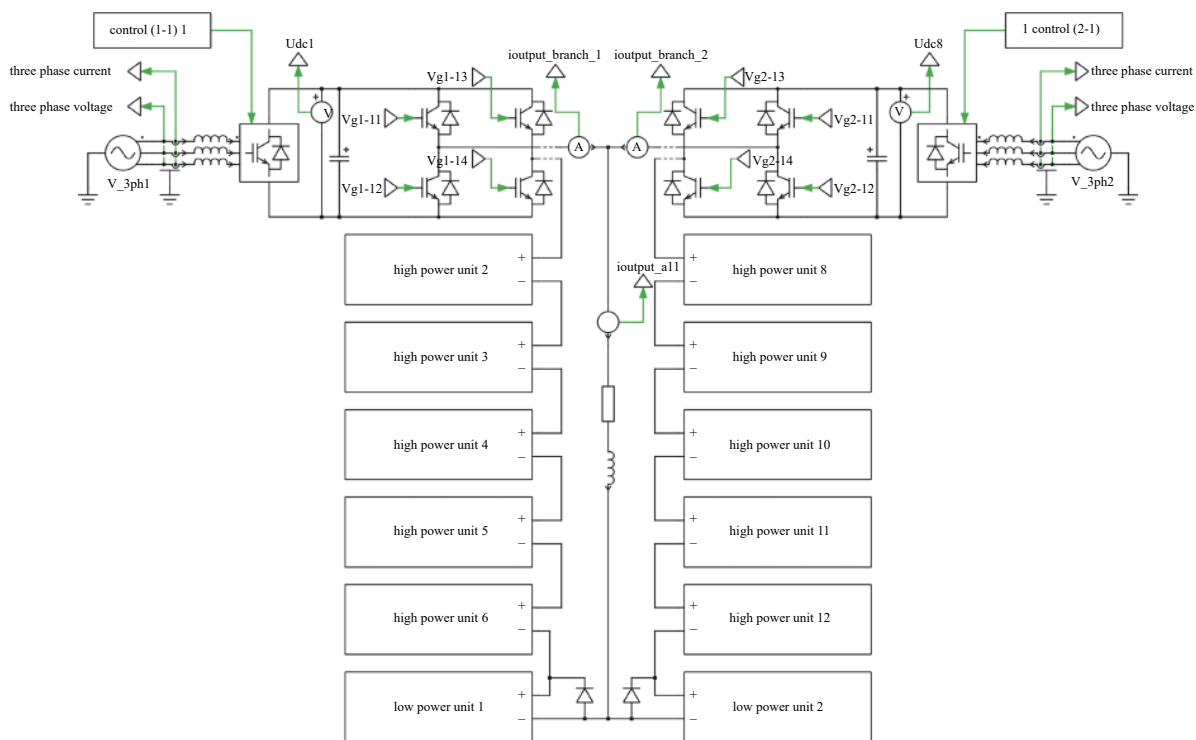 control (1-1) 1
1 control (2-1)
Udc1
Udc8
ioutput_branch_1
ioutput_branch_2
three phase current
three phase voltage
V_3ph1
V
Vg1-13
Vg1-11
Vg1-14
Vg1-12
A
A
Vg2-13
Vg2-11
Vg2-14
Vg2-12
V
three phase current
three phase voltage
V_3ph2
ioutput_a11
+
high power unit 2
−
+
high power unit 8
−
+
high power unit 3
−
+
high power unit 9
−
+
high power unit 4
−
+
high power unit 10
−
+
high power unit 5
−
+
high power unit 11
−
+
high power unit 6
−
+
high power unit 12
−
+
low power unit 1
−
+
low power unit 2
−